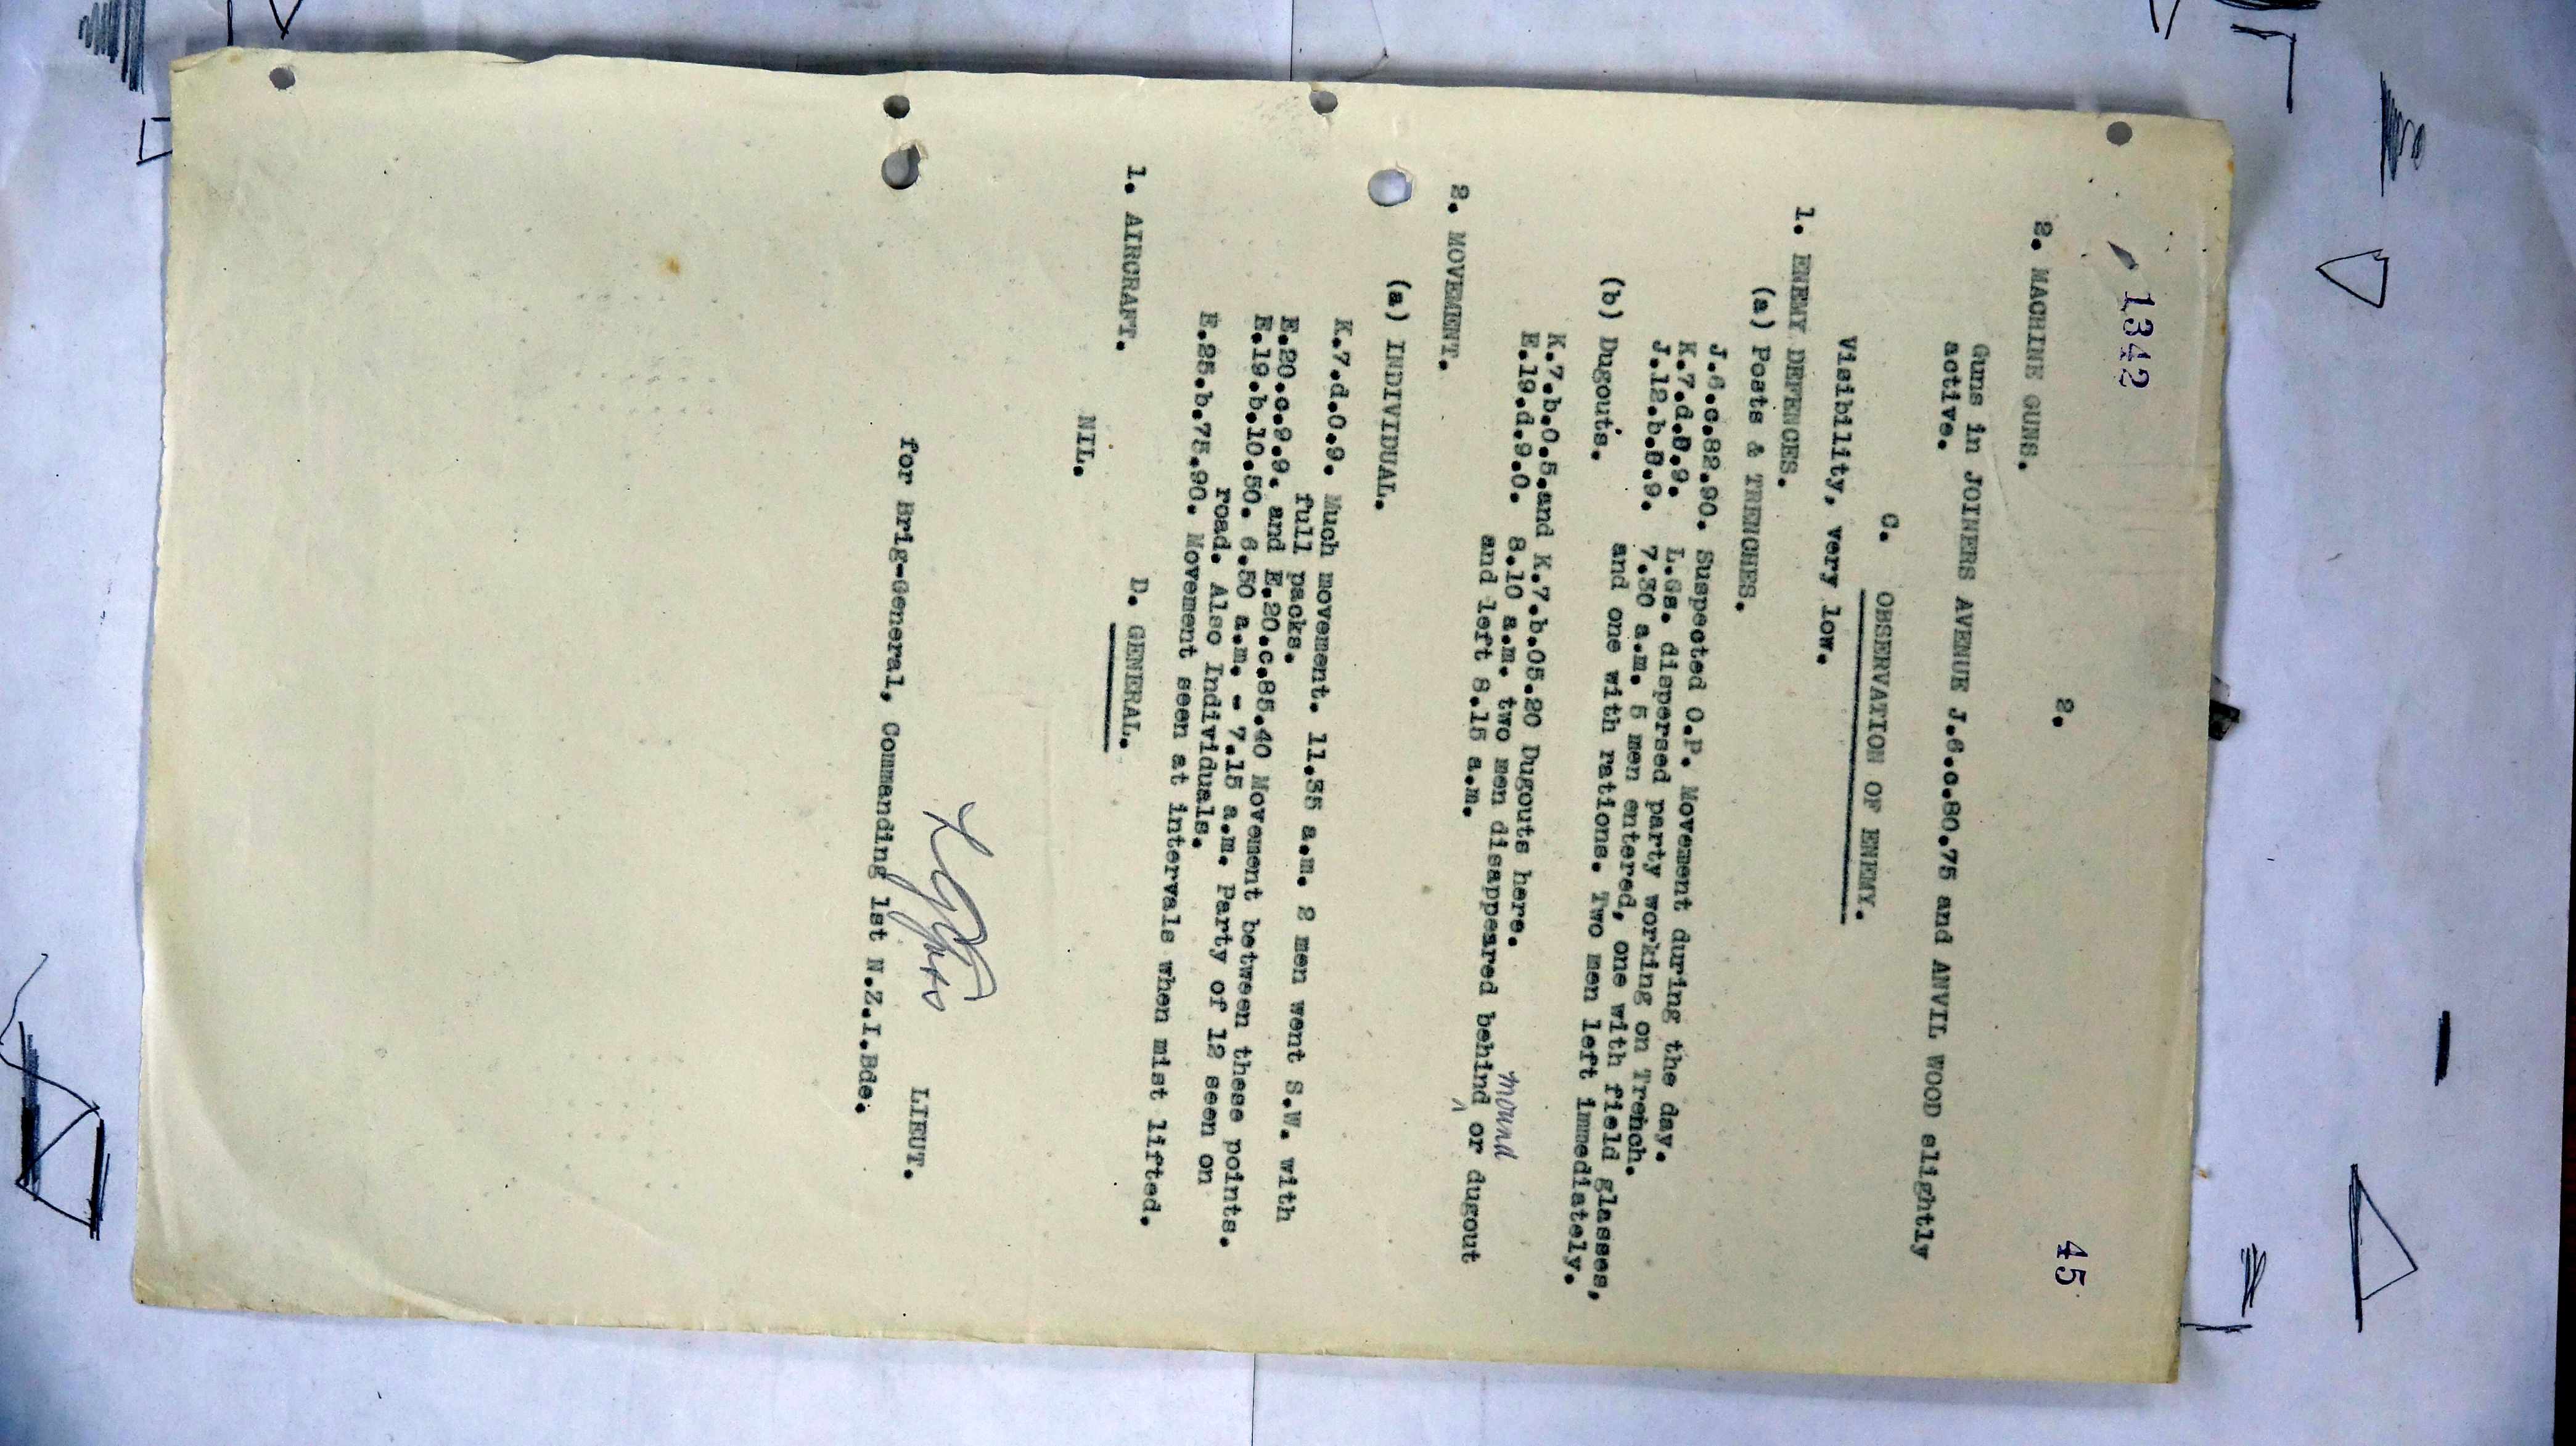 1342
2.
45
2. MACHINE GUNS.
Guns in JOINERS AVENUE J.6.c.80.75 and ANVIL WOOD slightly
active.
C. OBSERVATION OF ENEMY.
Visibility, very low.
1. ENEMY DEFENCES.
(a) Posts & TRENCHES.
J.6.c.82.90. Suspected O.P. Movement during the day.
K.7.d.0.9. L.Gs. dispersed party working on Trench.
J.12.b.0.9. 7.30 a.m. 5 men entered, one with field glasses,
and one with rations. Two men left immediately.
(b) Dugouts.
K.7.b.0.5.and K.7.b.05.20 Dugouts here.
E.19.d.9.0. 8.10 a.m. two men disappeared behind mound or dugout
and left 8.15 a.m.
2. MOVEMENT.
(a) INDIVIDUAL.
K.7.d.0.9. Much movement. 11.35 a.m. 2 men went S.W. with
full packs.
E.20.c.9.9. and E.20.c.85.40 Movement between these points.
E.19.b.10.50. 6.50 a.m. - 7.15 a.m. Party of 12 seen on
road. Also Individuals.
E.25.b.75.90. Movement seen at intervals when mist lifted.
D. GENERAL.
1. AIRCRAFT.
NIL.
LIEUT.
for Brig-General, Commanding 1st N.Z.I.Bde.